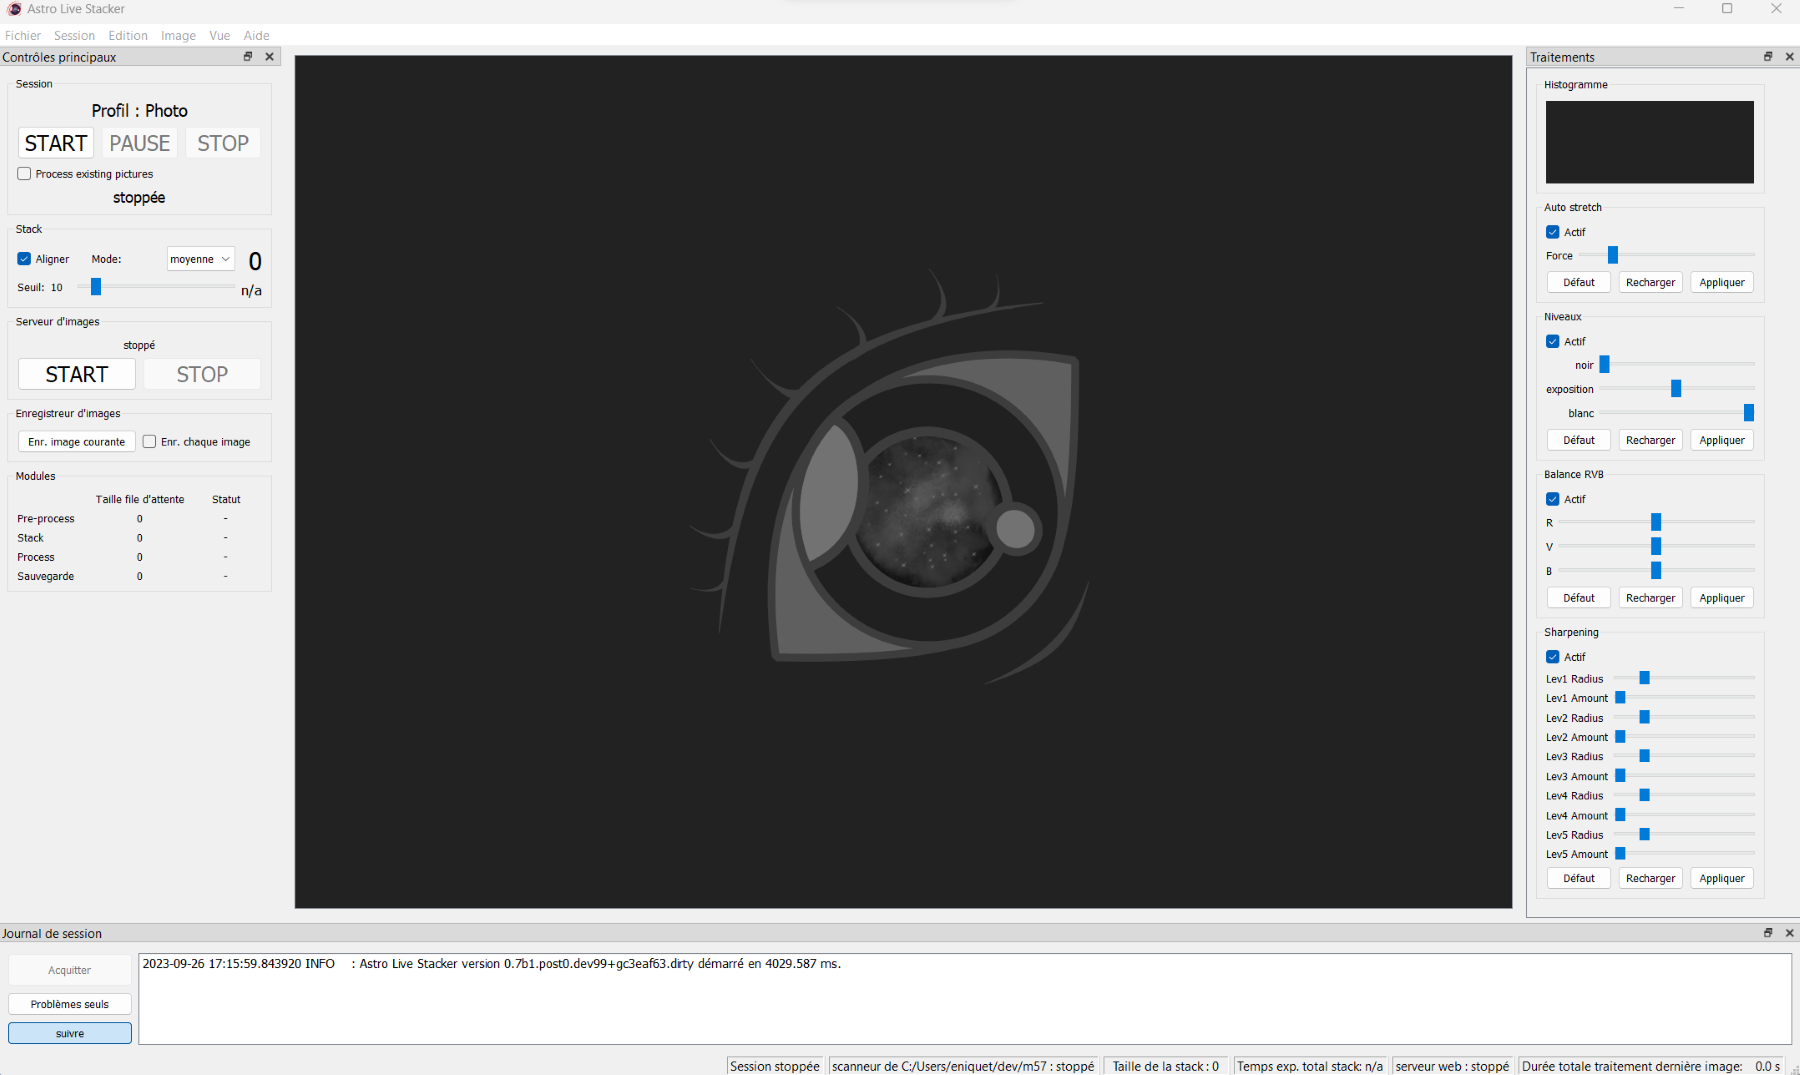 Astro Live Stacker
Fichier Session Edition Image Vue Aide
Contrôles principaux
Session
Profil : Photo
START PAUSE STOP
Process existing pictures
stoppée
Stack
Aligner Mode: moyenne 0
Seuil: 10 n/a
Serveur d'images
stoppé
START STOP
Enregistreur d'images
Enr. image courante Enr. chaque image
Modules
Taille file d'attente Statut
Pre-process 0 -
Stack 0 -
Process 0 -
Sauvegarde 0 -
Traitements
Histogramme
Auto stretch
Actif
Force
Défaut Recharger Appliquer
Niveaux
Actif
noir
exposition
blanc
Défaut Recharger Appliquer
Balance RVB
Actif
R
V
B
Défaut Recharger Appliquer
Sharpening
Actif
Lev1 Radius
Lev1 Amount
Lev2 Radius
Lev2 Amount
Lev3 Radius
Lev3 Amount
Lev4 Radius
Lev4 Amount
Lev5 Radius
Lev5 Amount
Défaut Recharger Appliquer
Journal de session
Acquitter
Problèmes seuls
suivre
2023-09-26 17:15:59.843920 INFO : Astro Live Stacker version 0.7b1.post0.dev99+gc3eaf63.dirty démarré en 4029.587 ms.
Session stoppée scanneur de C:/Users/eniquet/dev/m57 : stoppé Taille de la stack : 0 Temps exp. total stack: n/a serveur web : stoppé Durée totale traitement dernière image: 0.0 s